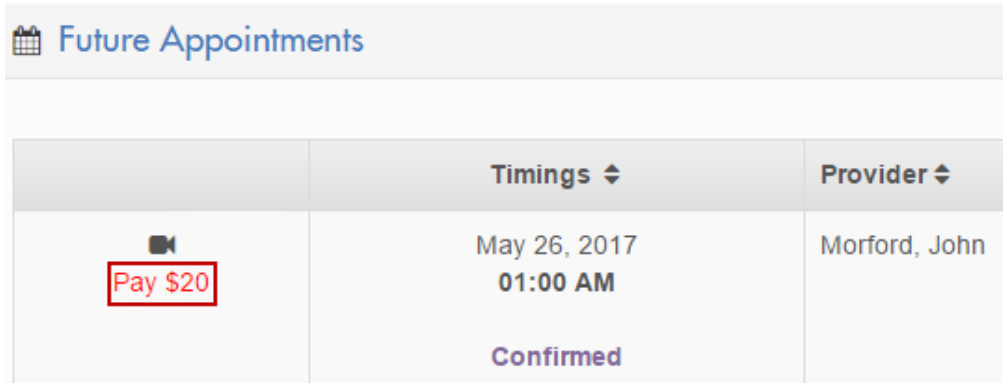 Future Appointments
Timings Provider
May 26, 2017 Morford, John
Pay $20 01:00 AM
Confirmed